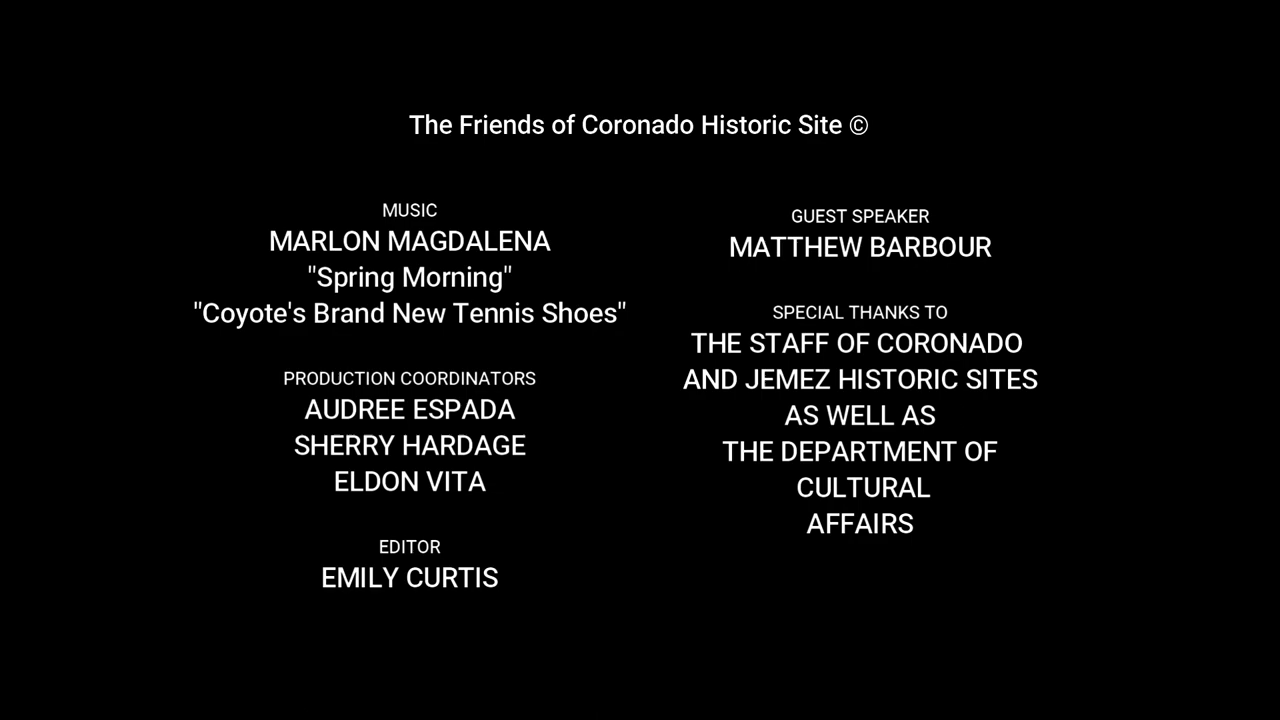 The Friends of Coronado Historic Site ©
MUSIC
MARLON MAGDALENA
"Spring Morning"
"Coyote's Brand New Tennis Shoes"
PRODUCTION COORDINATORS
AUDREE ESPADA
SHERRY HARDAGE
ELDON VITA
EDITOR
EMILY CURTIS
GUEST SPEAKER
MATTHEW BARBOUR
SPECIAL THANKS TO
THE STAFF OF CORONADO
AND JEMEZ HISTORIC SITES
AS WELL AS
THE DEPARTMENT OF
CULTURAL
AFFAIRS